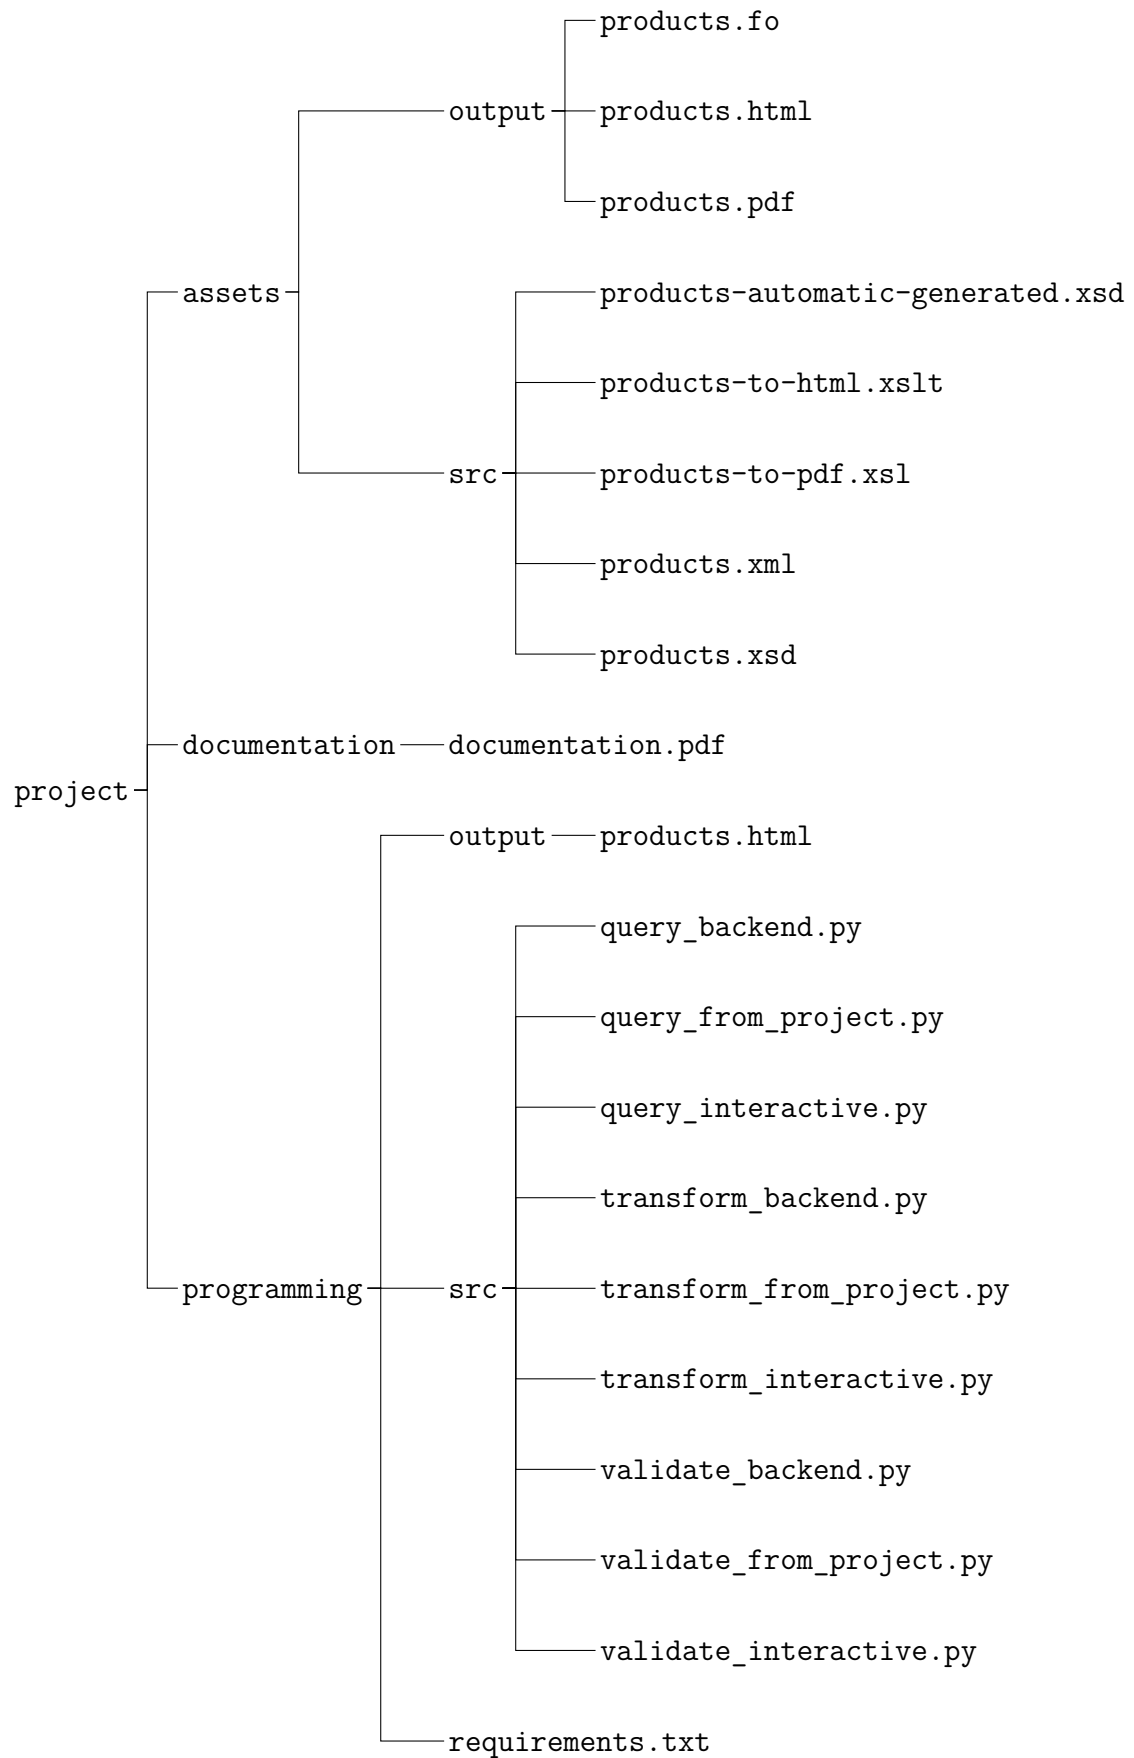 products.fo
output products.html
products.pdf
assets products-automatic-generated.xsd
products-to-html.xslt
src products-to-pdf.xsl
products.xml
products.xsd
documentation documentation.pdf
project
output products.html
query_backend.py
query_from_project.py
query_interactive.py
transform_backend.py
programming src transform_from_project.py
transform_interactive.py
validate_backend.py
validate_from_project.py
validate_interactive.py
requirements.txt